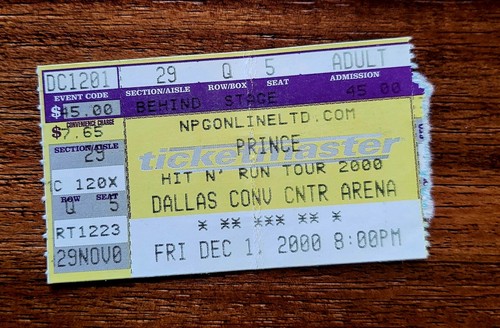 DC1201 29 Q 5 ADULT
EVENT CODE SECTION/AISLE ROW/BOX SEAT ADMISSION
$45.00 BEHIND STAGE 45.00
CONVENIENCE CHARGE
$7.65 NPGONLINELTD.COM
SECTION/AISLE PRINCE
ticketmaster
29 HIT N' RUN TOUR 2000
C 120X DALLAS CONV CNTR ARENA
ROW SEAT
Q 5 * ** *** ** *
RT1223 FRI DEC 1, 2000 8:00PM
29NOV0